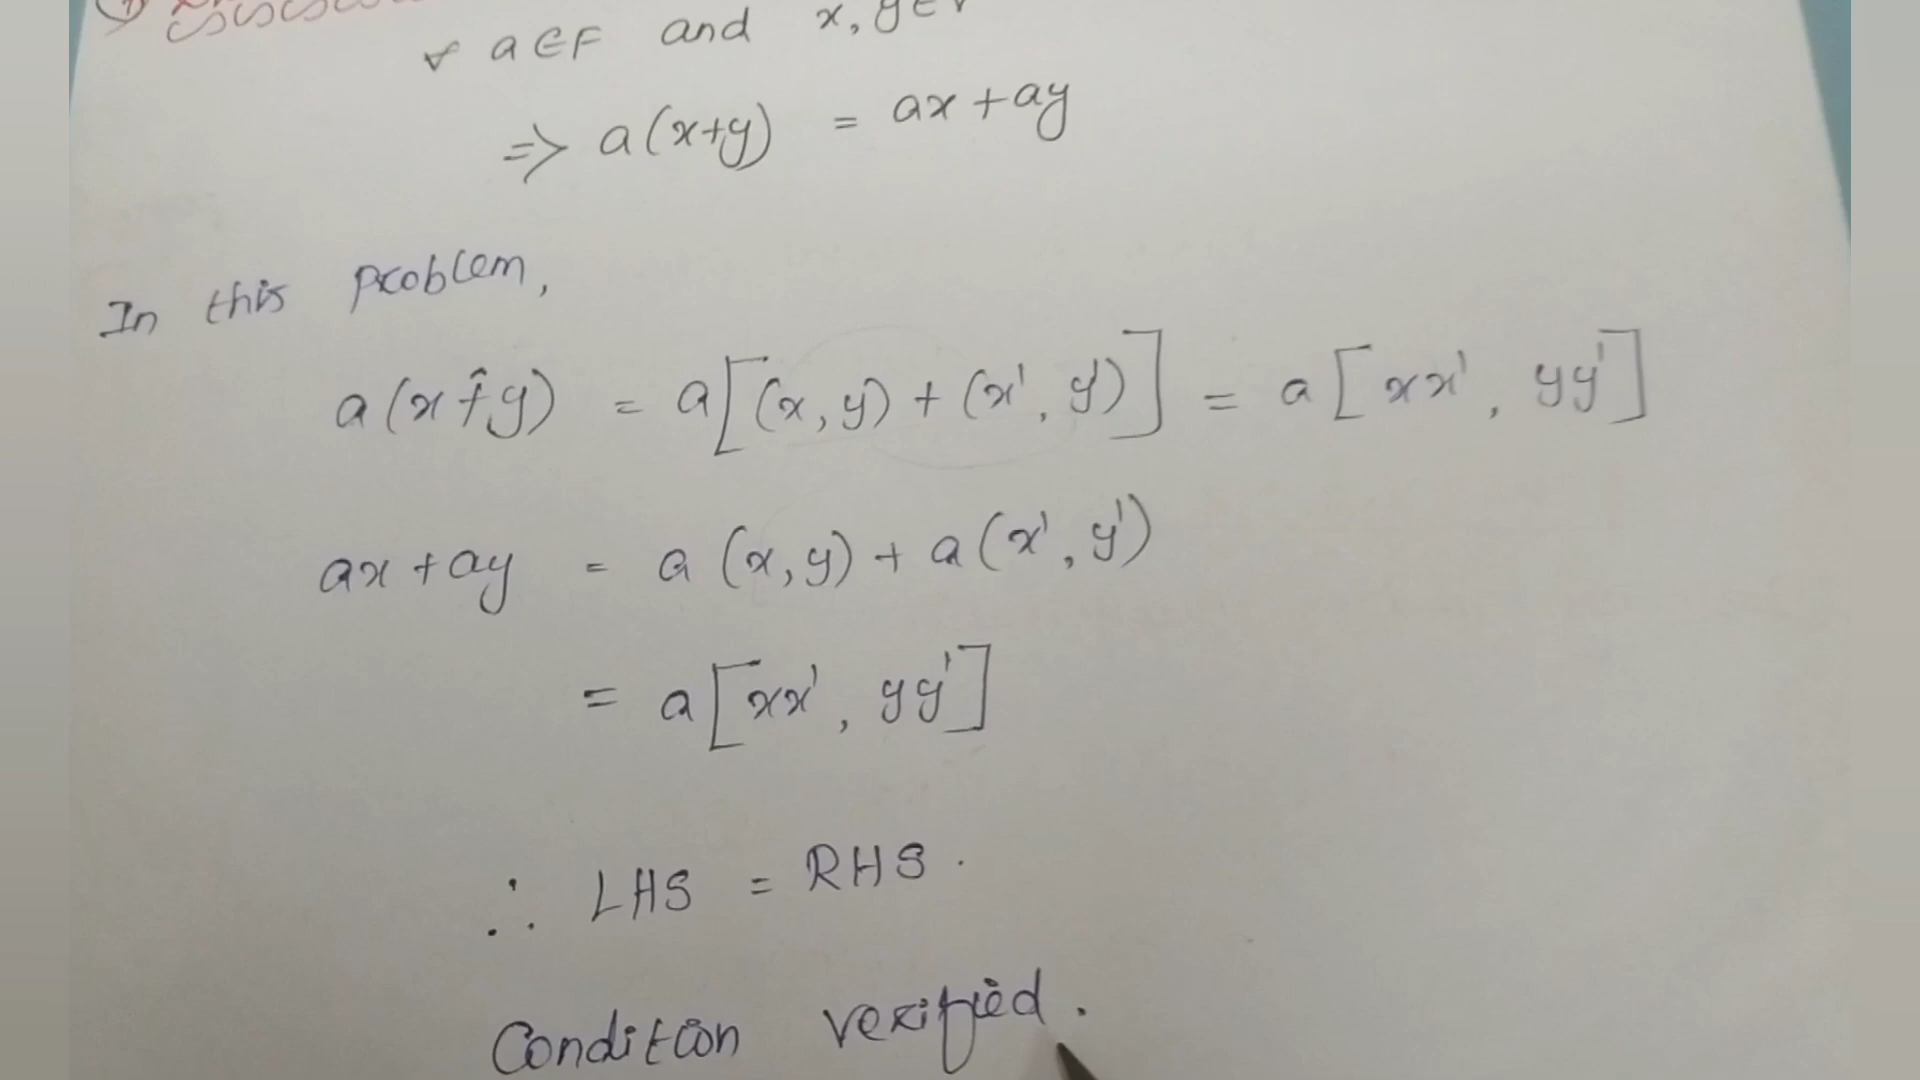 ∀ a ∈ F and x, y ∈ V
⇒ a(x+y) = ax + ay
In this problem,
a(x + y) = a[(x, y) + (x', y')] = a[xx', yy']
ax + ay = a (x, y) + a (x', y')
= a[xx', yy']
∴ LHS = RHS.
Condition verified.